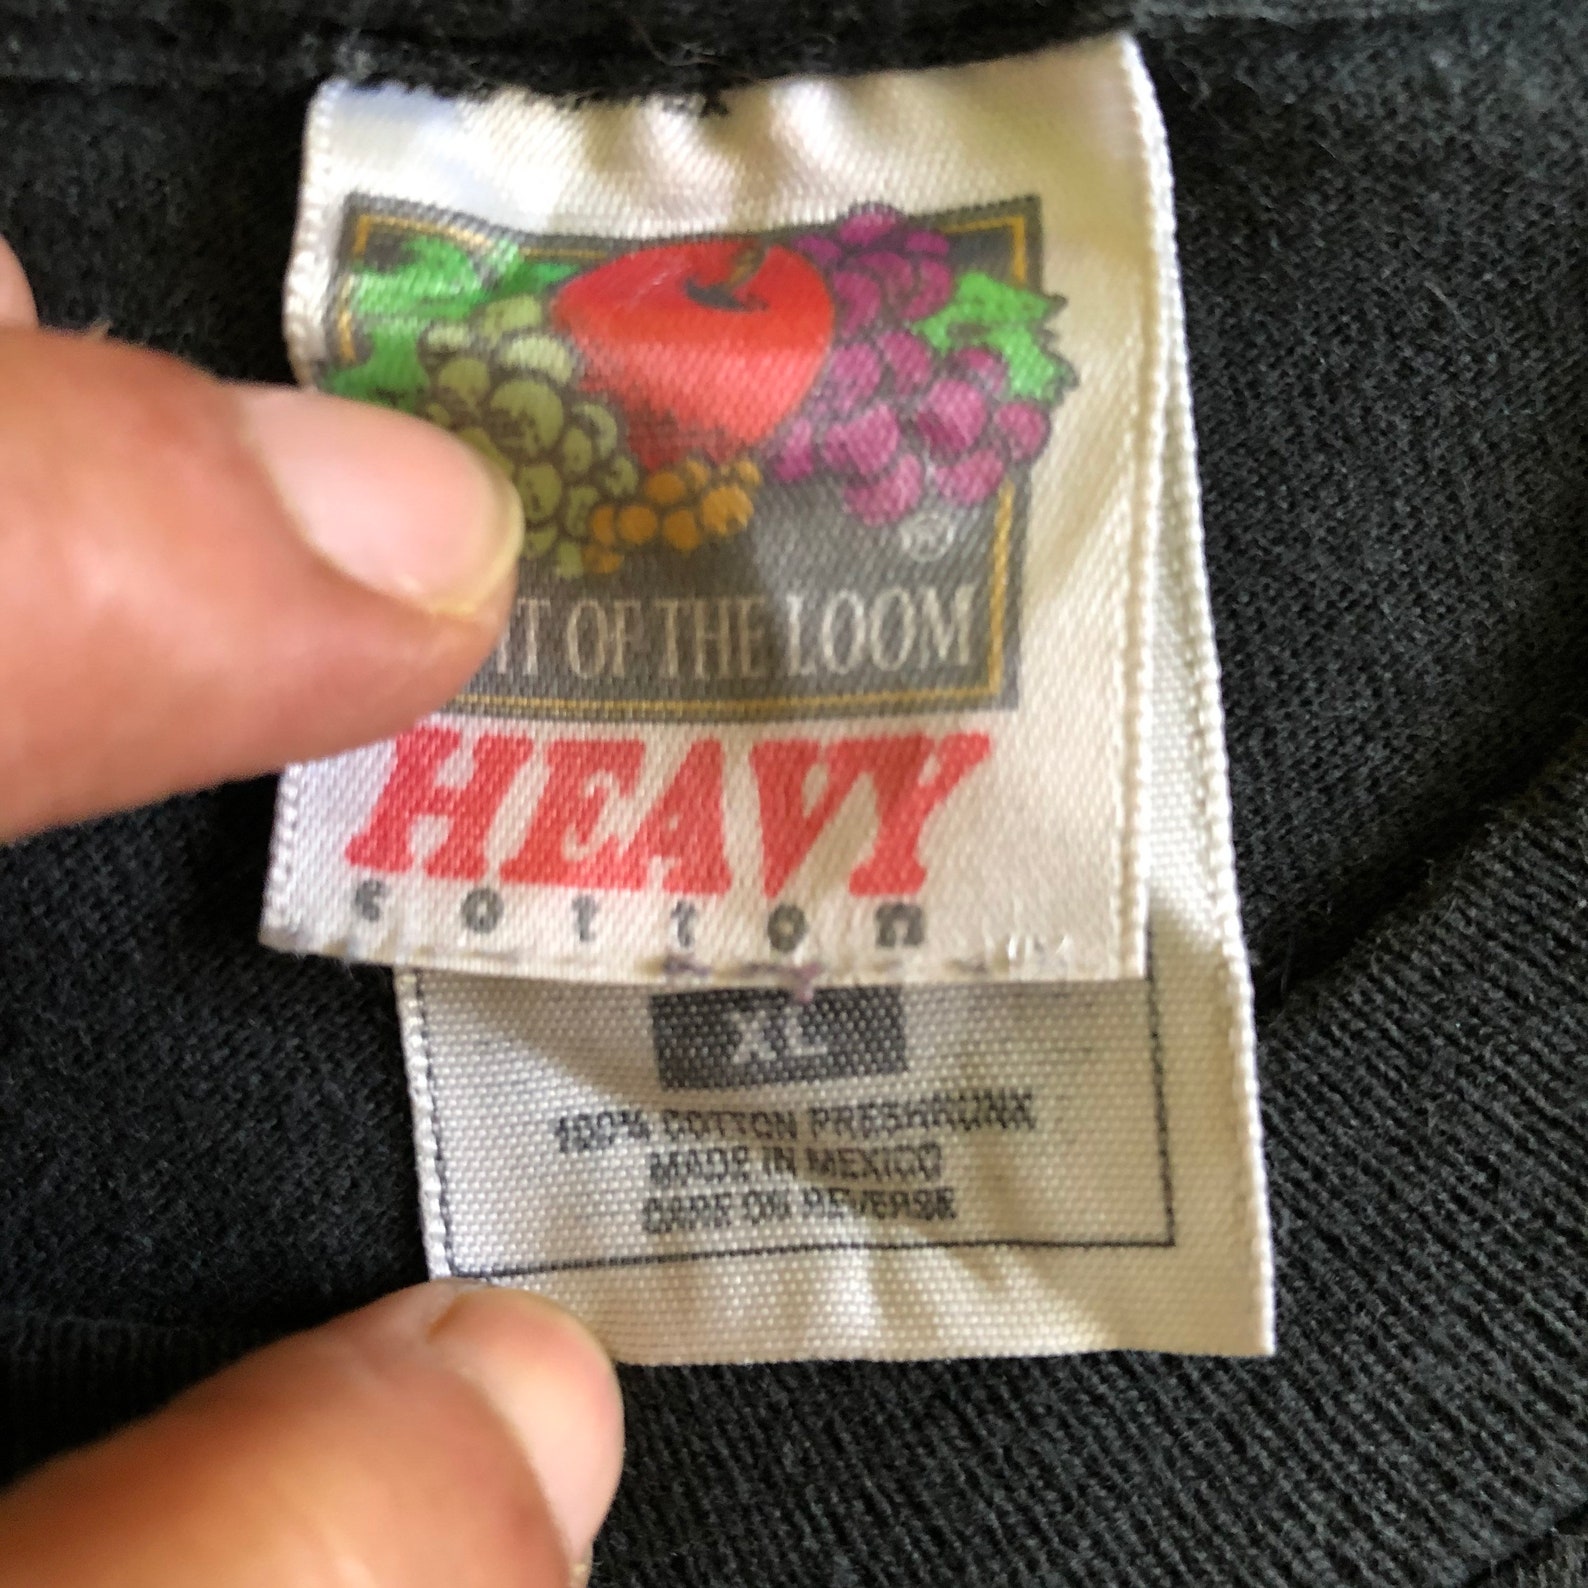 ®
IT OF THE LOOM
HEAVY
cotton
XL
100% COTTON PRESHRUNK
MADE IN MEXICO
CARE ON REVERSE